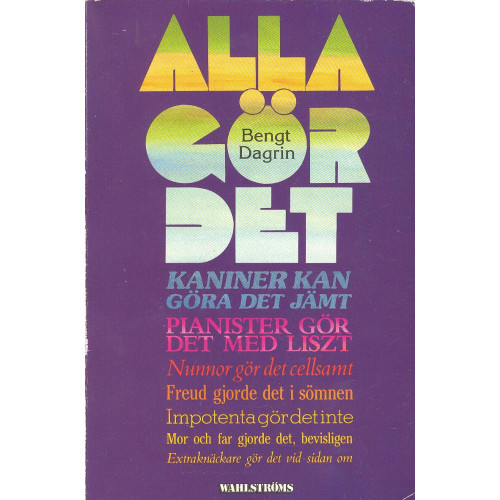 ALLA
GÖR
Bengt
Dagrin
DET
KANINER KAN
GÖRA DET JÄMT
PIANISTER GÖR
DET MED LISZT
Nunnor gör det cellsamt
Freud gjorde det i sömnen
Impotenta gör det inte
Mor och far gjorde det, bevisligen
Extraknäckare gör det vid sidan om
WAHLSTRÖMS